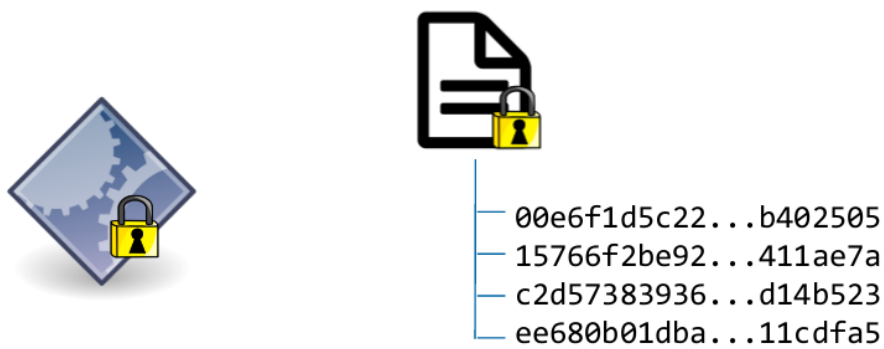 00e6f1d5c22...b402505
15766f2be92...411ae7a
c2d57383936...d14b523
ee680b01dba...11cdfa5